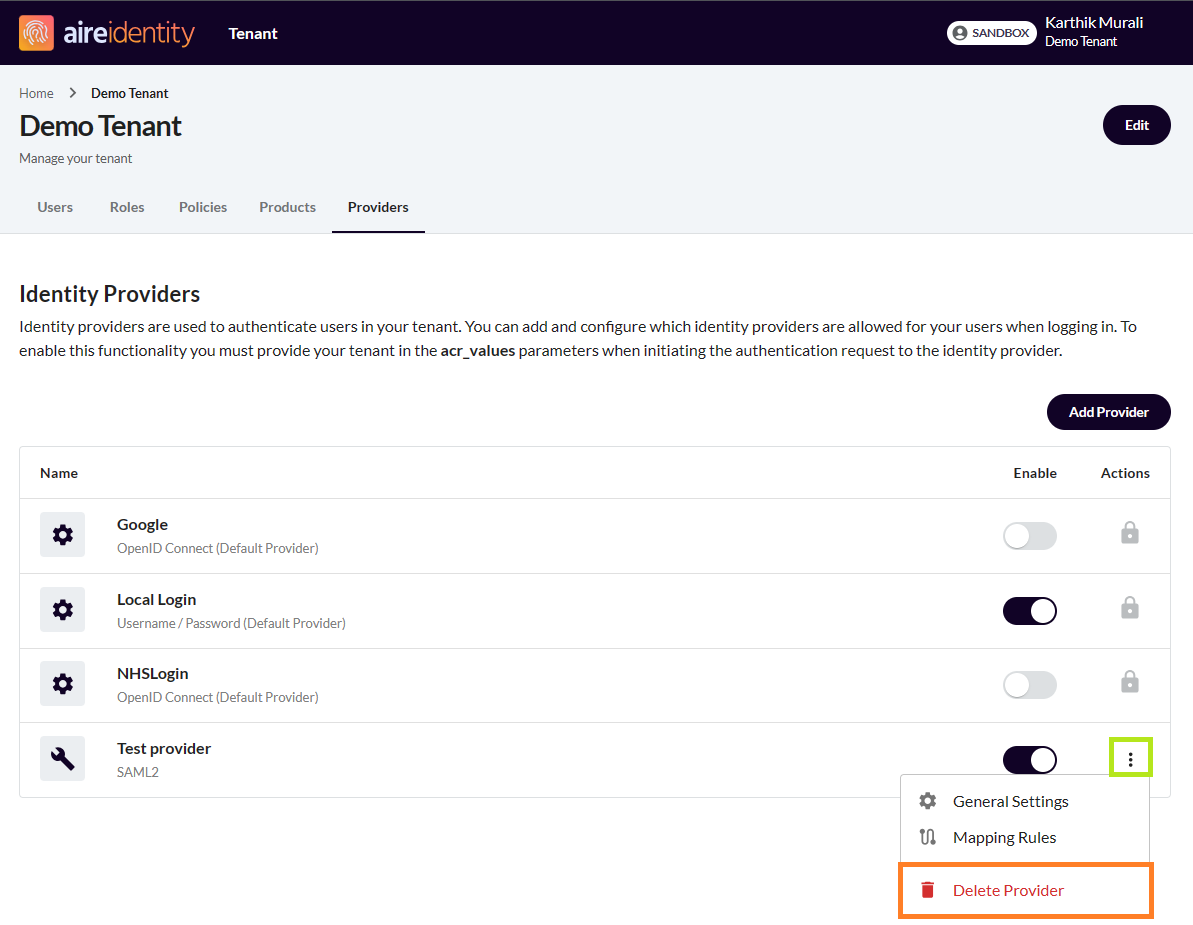 aireidentity
Tenant
SANDBOX
Karthik Murali
Demo Tenant
Home > Demo Tenant
Demo Tenant
Edit
Manage your tenant
Users
Roles
Policies
Products
Providers
Identity Providers
Identity providers are used to authenticate users in your tenant. You can add and configure which identity providers are allowed for your users when logging in. To
enable this functionality you must provide your tenant in the acr_values parameters when initiating the authentication request to the identity provider.
Add Provider
Name Enable Actions
Google
OpenID Connect (Default Provider)
Local Login
Username / Password (Default Provider)
NHSLogin
OpenID Connect (Default Provider)
Test provider
SAML2
General Settings
Mapping Rules
Delete Provider